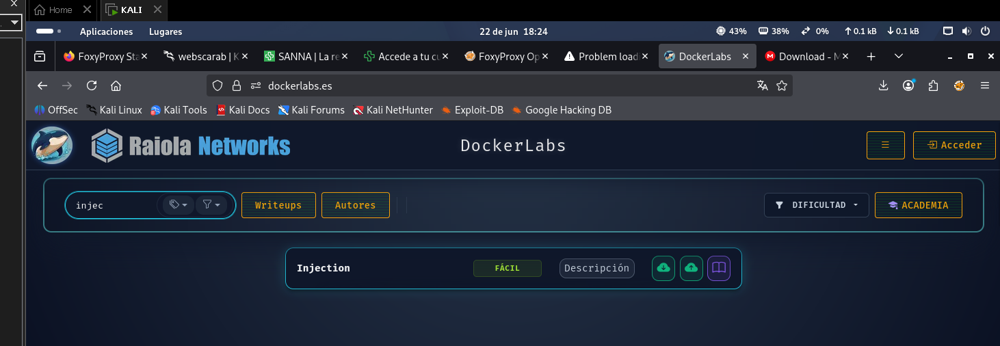 Home KALI
Aplicaciones Lugares 22 de jun 18:24 43% 38% 0% 0.1 kB 0.1 kB
FoxyProxy Sta webscarab | K SANNA | La re Accede a tu cu FoxyProxy Op Problem loadi DockerLabs Download - M
dockerlabs.es
OffSec Kali Linux Kali Tools Kali Docs Kali Forums Kali NetHunter Exploit-DB Google Hacking DB
Raiola Networks DockerLabs Acceder
injec Writeups Autores DIFICULTAD ACADEMIA
Injection FÁCIL Descripción